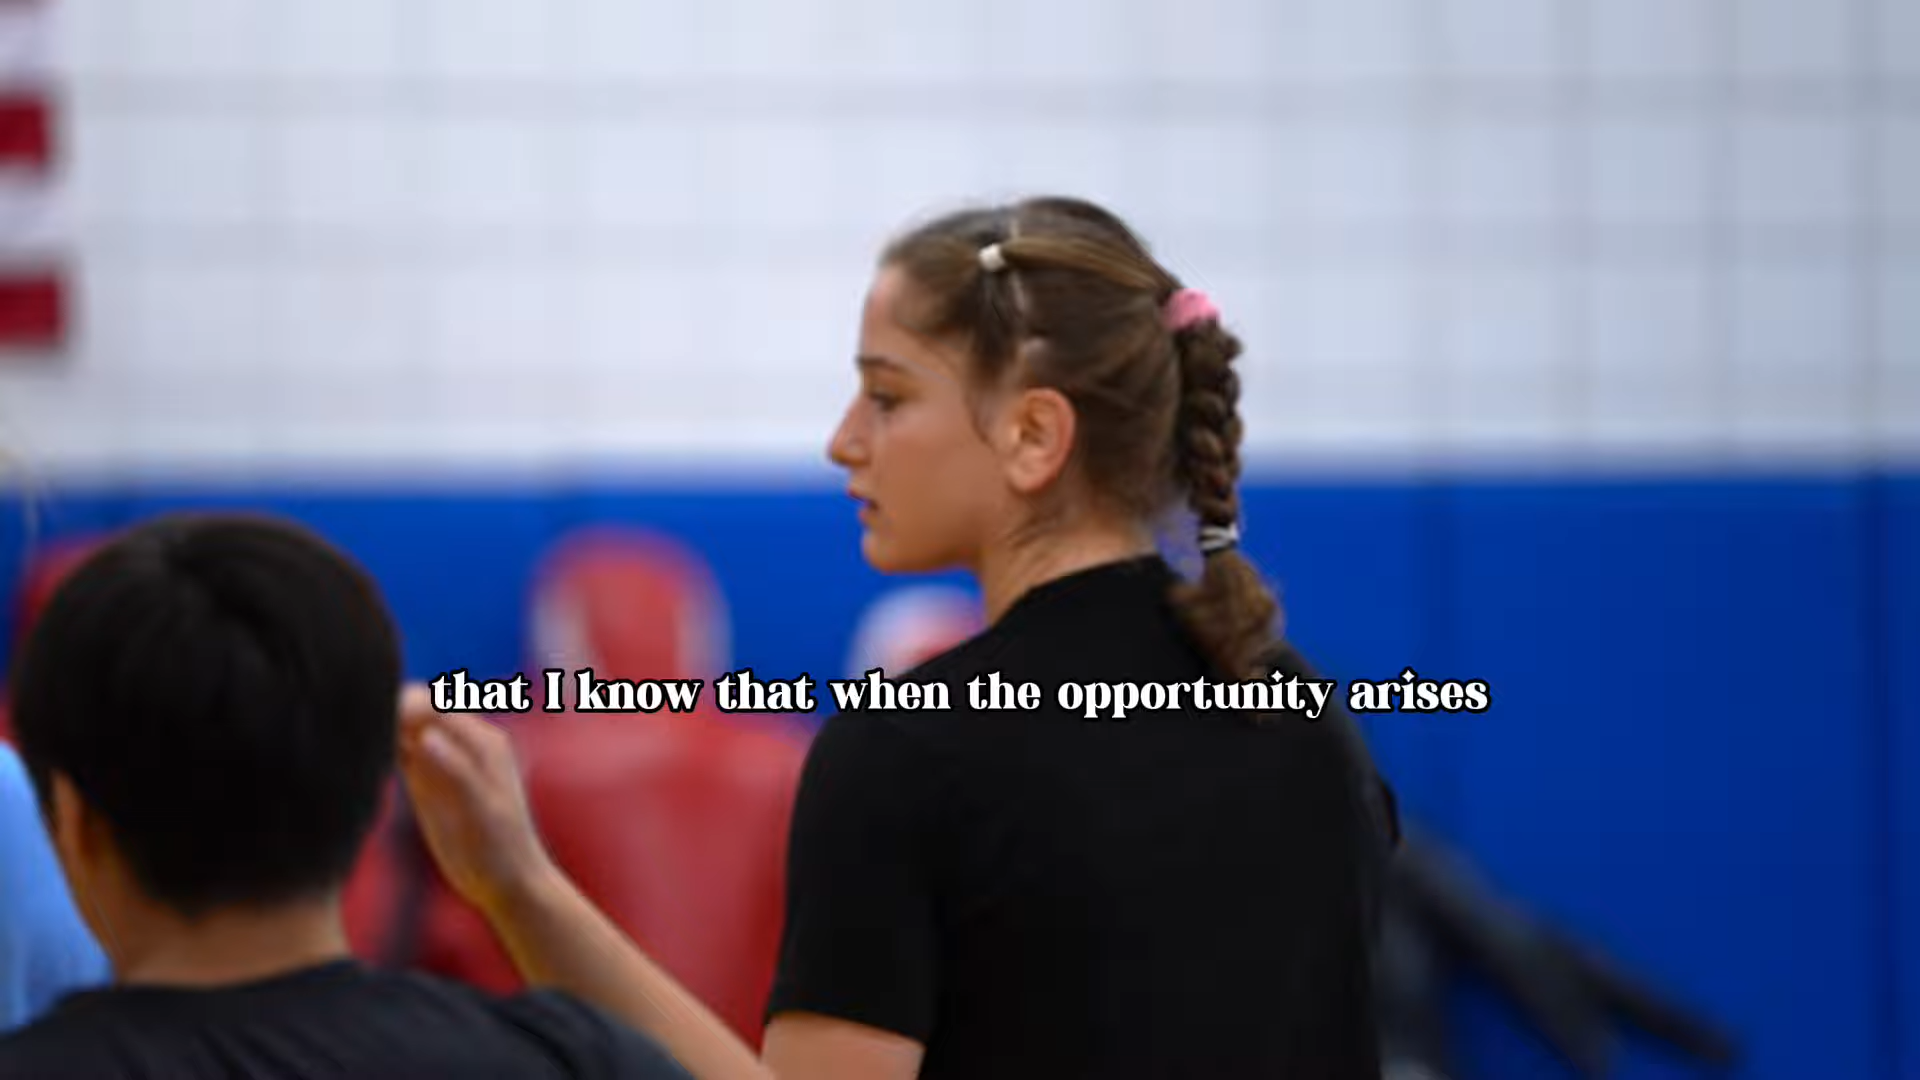 that I know that when the opportunity arises